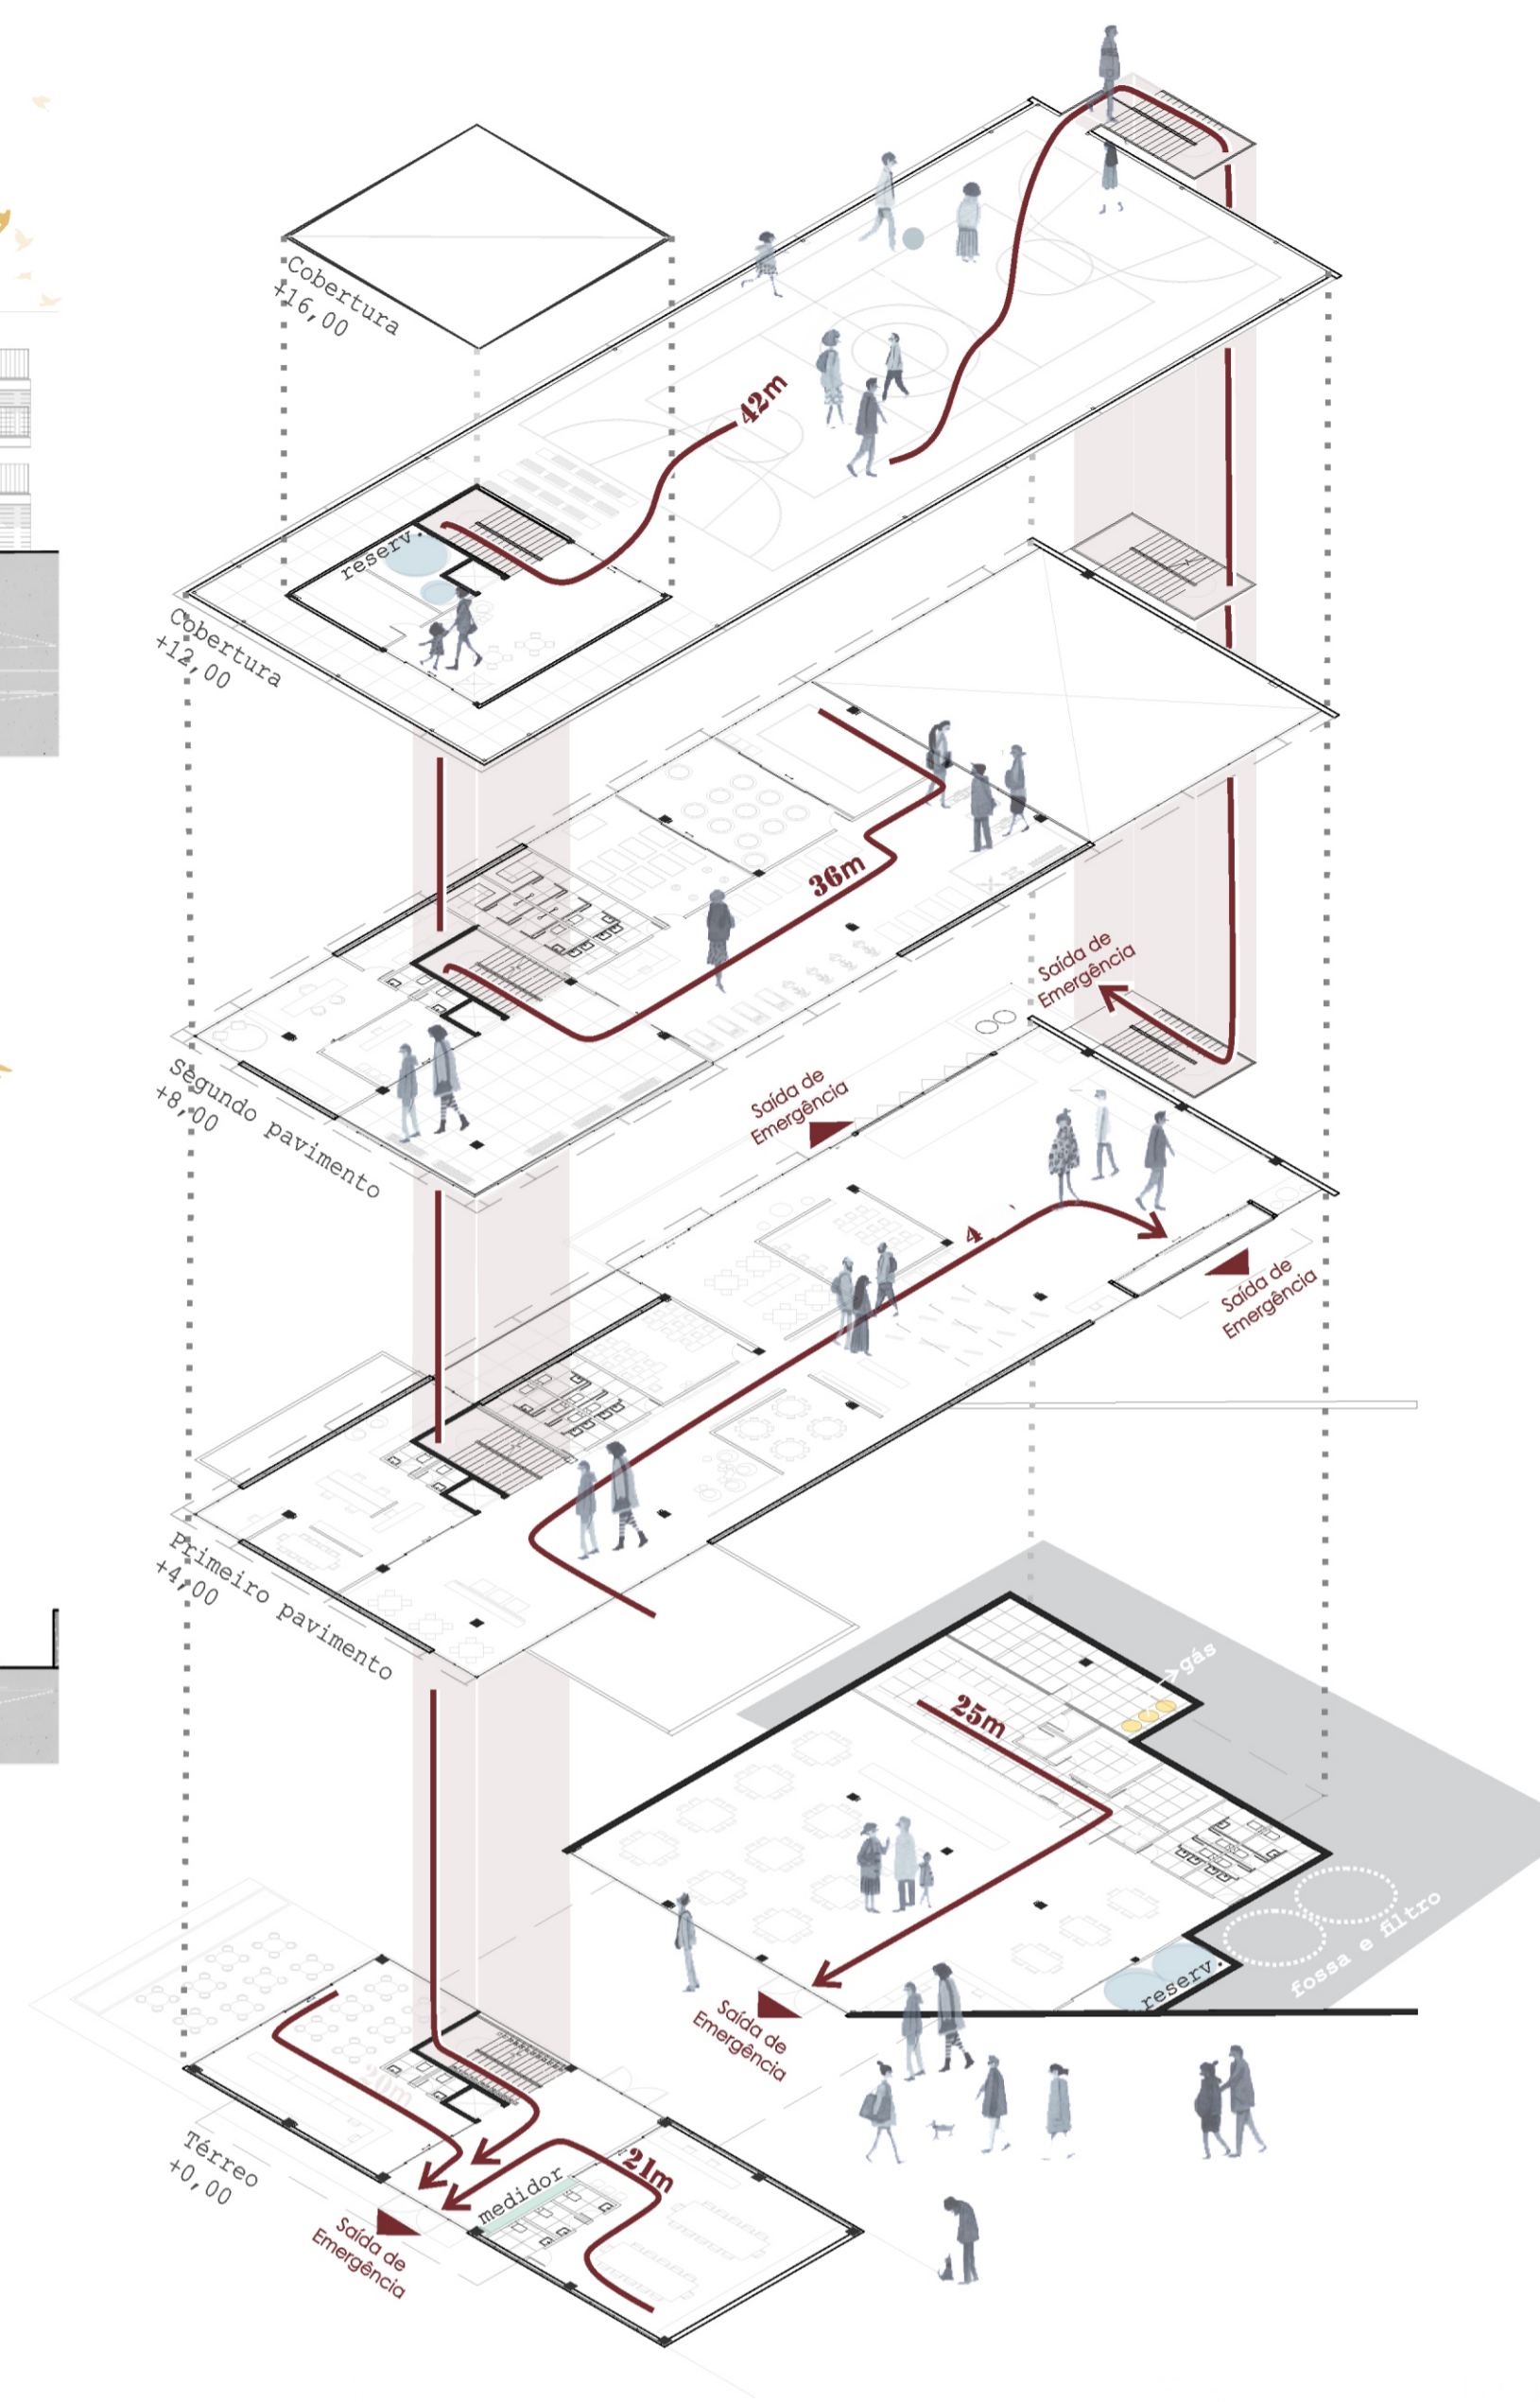 Cobertura
+16,00
42m
reserv.
Cobertura
+12,00
36m
Saída de
Emergência
Segundo pavimento
+8,00
Saída de
Emergência
4
Saída de
Emergência
Primeiro pavimento
+4,00
gás
25m
fossa e filtro
reserv.
Saída de
Emergência
20m
Térreo
+0,00
21m
medidor
Saída de
Emergência